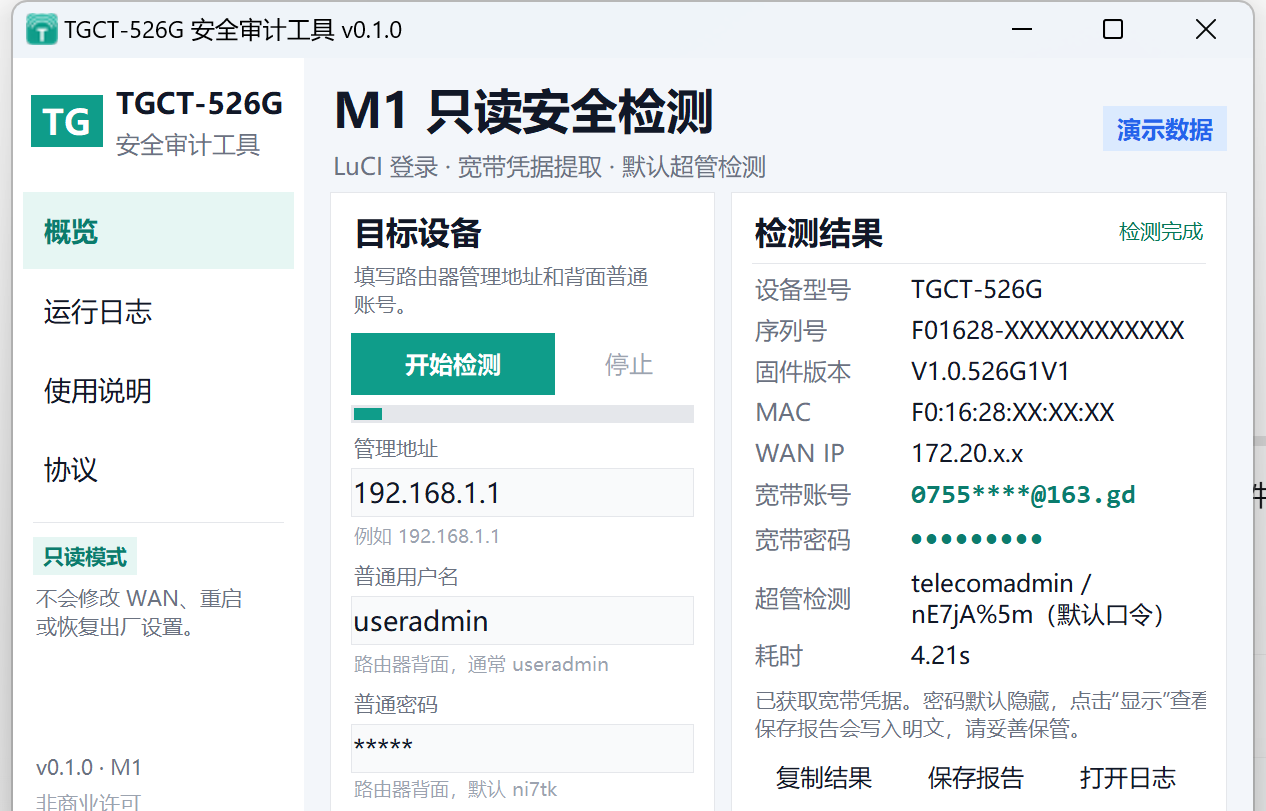 TGCT-526G 安全审计工具 v0.1.0
TG
TGCT-526G
安全审计工具
概览
运行日志
使用说明
协议
只读模式
不会修改 WAN、重启
或恢复出厂设置。
v0.1.0 · M1
非商业许可
M1 只读安全检测
LuCI 登录 · 宽带凭据提取 · 默认超管检测
演示数据
目标设备
填写路由器管理地址和背面普通
账号。
开始检测
停止
管理地址
192.168.1.1
例如 192.168.1.1
普通用户名
useradmin
路由器背面，通常 useradmin
普通密码
*****
路由器背面，默认 ni7tk
检测结果
检测完成
设备型号 TGCT-526G
序列号 F01628-XXXXXXXXXXXX
固件版本 V1.0.526G1V1
MAC F0:16:28:XX:XX:XX
WAN IP 172.20.x.x
宽带账号 0755****@163.gd
宽带密码 •••••••••
超管检测 telecomadmin /
nE7jA%5m（默认口令）
耗时 4.21s
已获取宽带凭据。密码默认隐藏，点击“显示”查看
保存报告会写入明文，请妥善保管。
复制结果
保存报告
打开日志
件